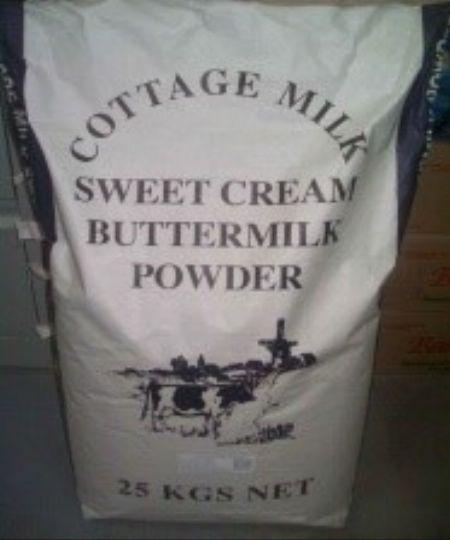 COTTAGE MILK
SWEET CREAM
BUTTERMILK
POWDER
25 KGS NET